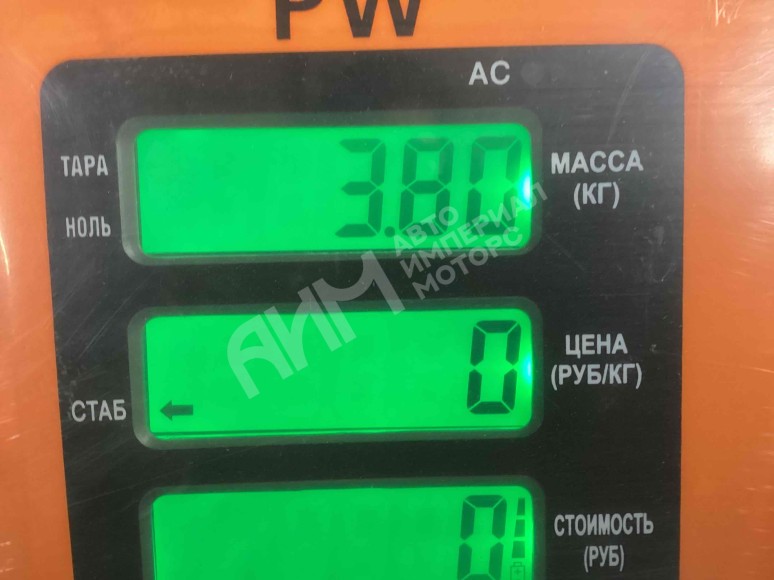 PW
AC
ТАРА
НОЛЬ
3.80
МАССА
(КГ)
АИМ
АВТО
ИМПЕРИАЛ
МОТОРС
СТАБ
0
ЦЕНА
(РУБ/КГ)
0
СТОИМОСТЬ
(РУБ)